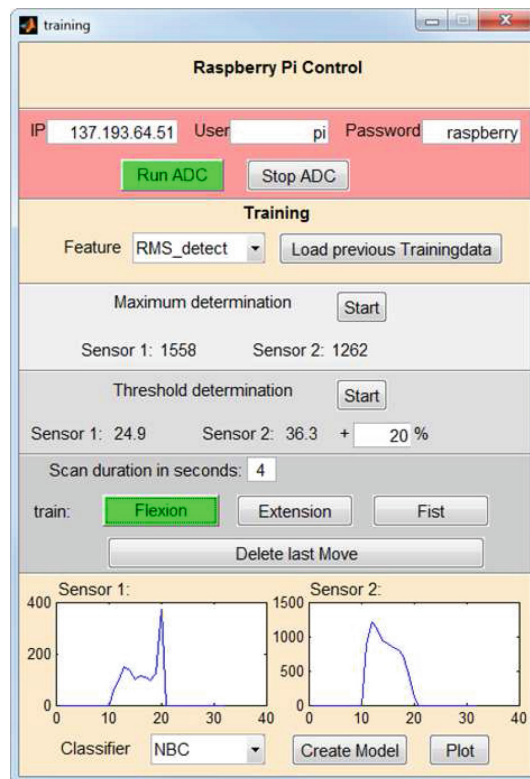 training
Raspberry Pi Control
IP 137.193.64.51 User pi Password raspberry
Run ADC Stop ADC
Training
Feature RMS_detect Load previous Trainingdata
Maximum determination Start
Sensor 1: 1558 Sensor 2: 1262
Threshold determination Start
Sensor 1: 24.9 Sensor 2: 36.3 + 20 %
Scan duration in seconds: 4
train: Flexion Extension Fist
Delete last Move
Sensor 1: Sensor 2:
400 1500
1000
200
500
0 0
0 10 20 30 40 0 10 20 30 40
Classifier NBC Create Model Plot